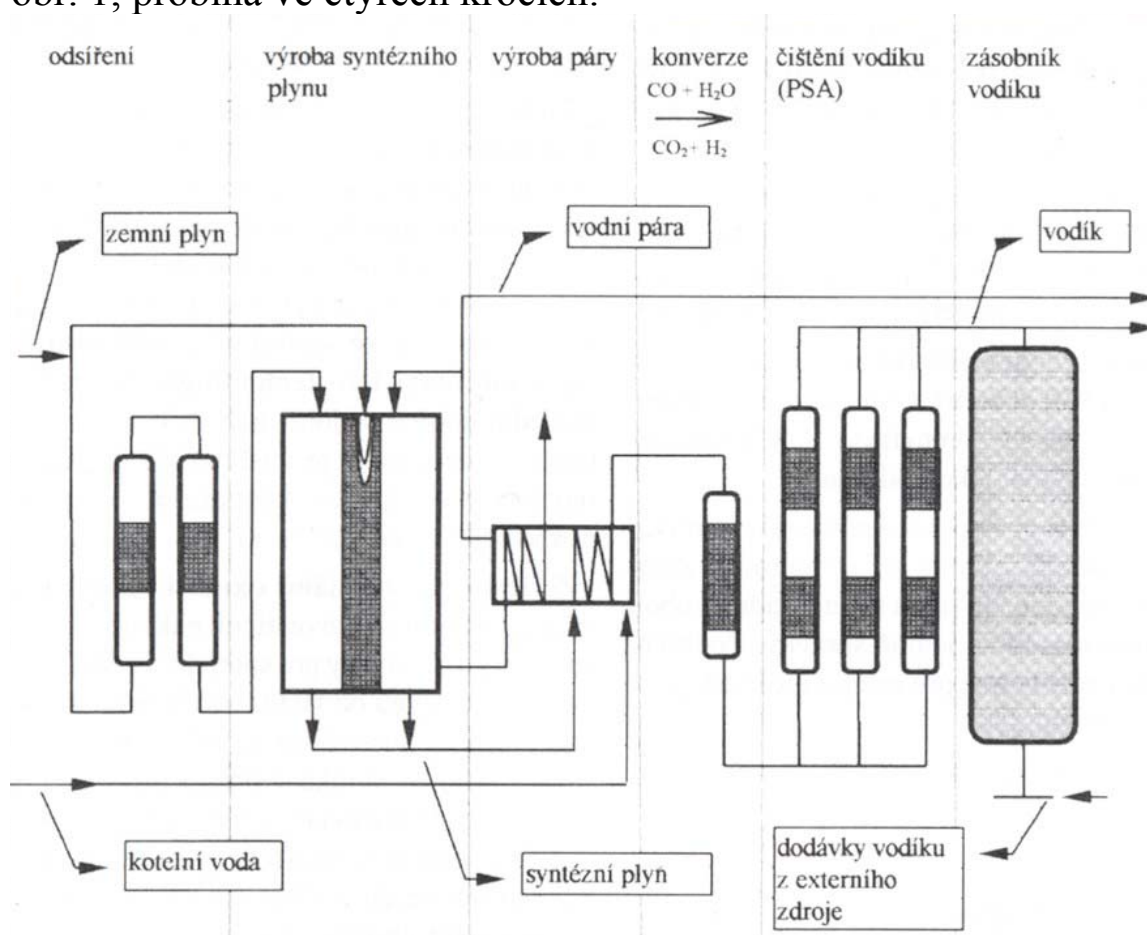 obr. 1, probíhá ve čtyřech krocích:
odsíření
výroba syntézního
plynu
výroba páry
konverze
CO + H₂O
CO₂+ H₂
čištění vodíku
(PSA)
zásobník
vodíku
zemní plyn
vodní pára
vodík
kotelní voda
syntézní plyn
dodávky vodíku
z externího
zdroje